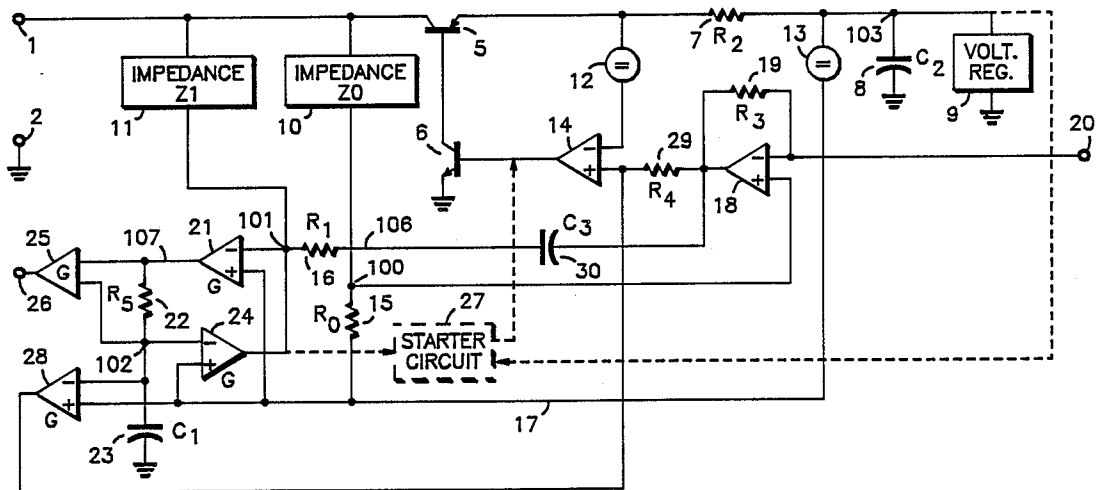 1
5
7
R2
13
103
8
C2
VOLT.
REG.
9
12
IMPEDANCE
Z1
11
IMPEDANCE
Z0
10
2
6
14
−
+
29
R4
19
R3
−
+
18
20
25
G
26
107
21
−
+
G
101
R1
16
106
C3
30
100
R5
22
24
−
+
G
R0
15
27
STARTER
CIRCUIT
102
28
−
+
G
17
23
C1